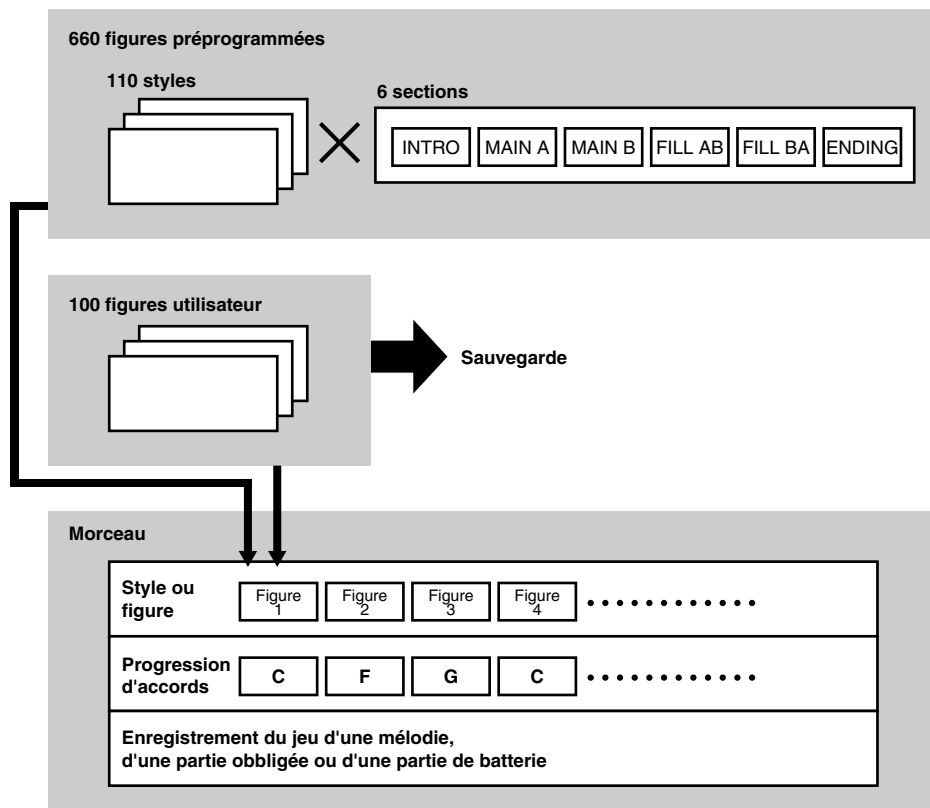 660 figures préprogrammées
110 styles
6 sections
INTRO
MAIN A
MAIN B
FILL AB
FILL BA
ENDING
100 figures utilisateur
Sauvegarde
Morceau
Style ou
figure
Figure
1
Figure
2
Figure
3
Figure
4
Progression
d'accords
C
F
G
C
Enregistrement du jeu d'une mélodie,
d'une partie obbligée ou d'une partie de batterie